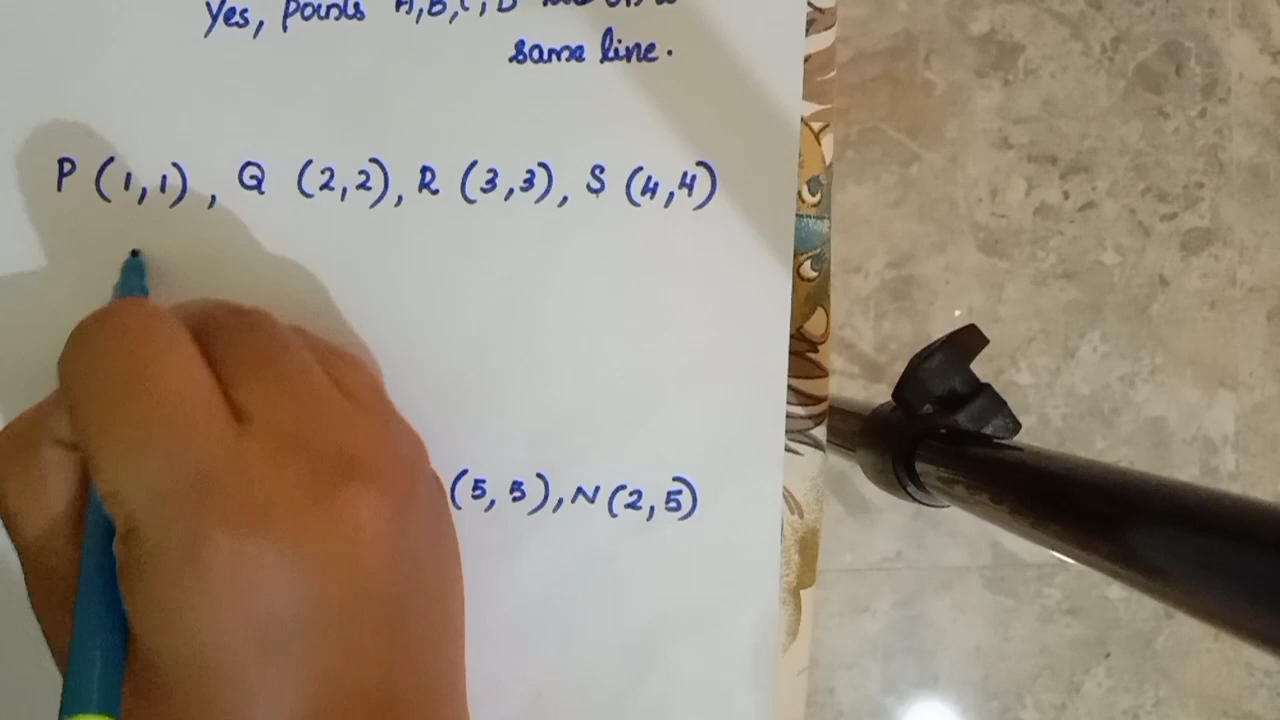 Yes, points A,B,C,D
same line.
P (1,1), Q (2,2), R (3,3), S (4,4)
(5,5), N(2,5)